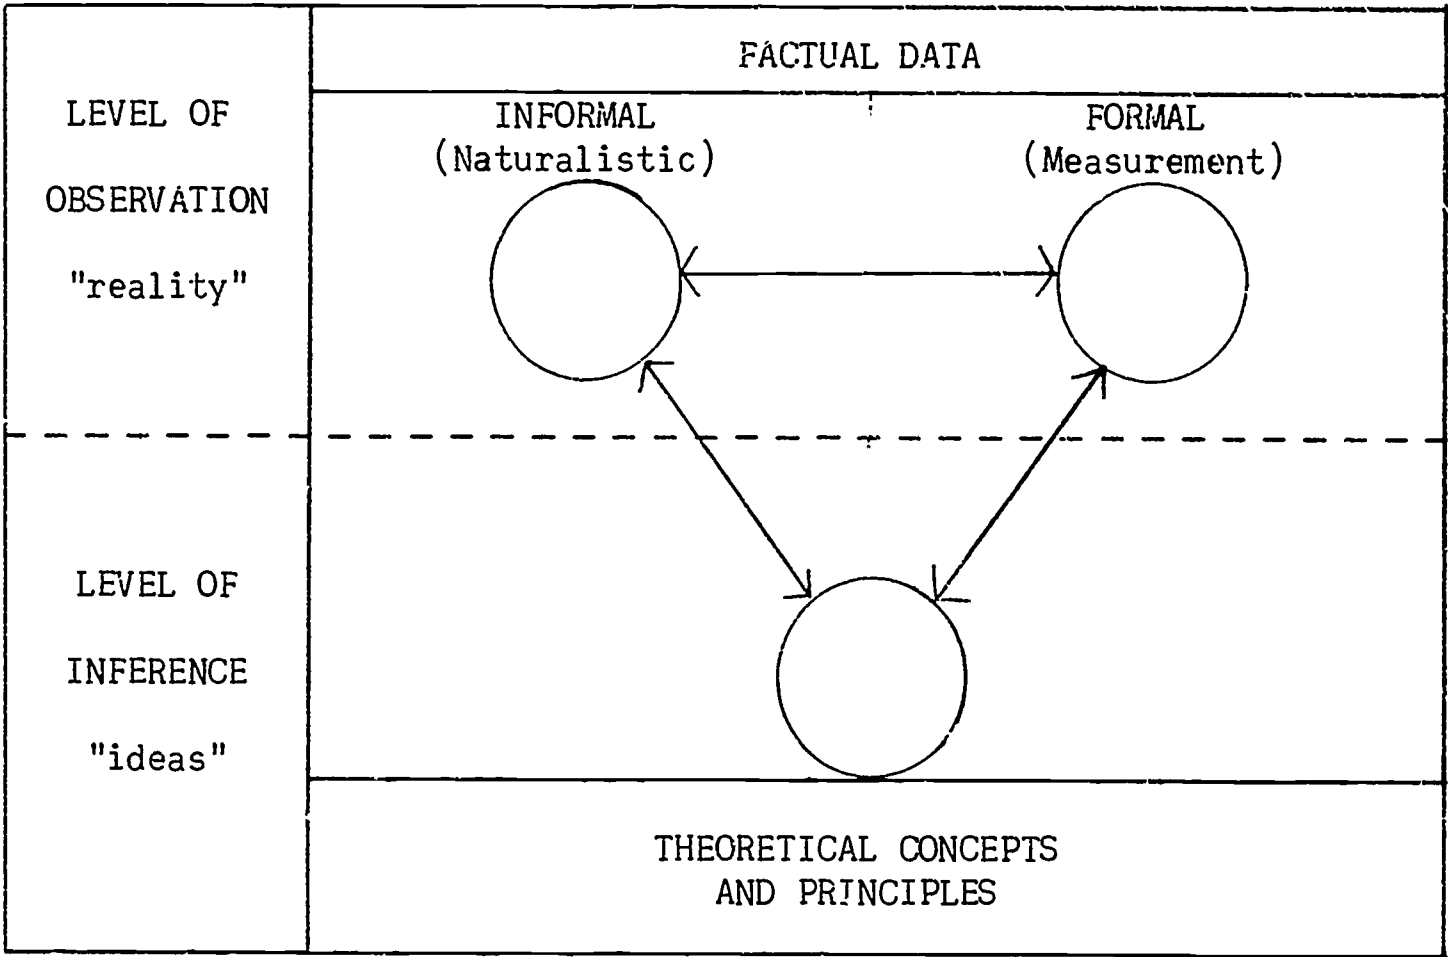 FACTUAL DATA
LEVEL OF
OBSERVATION
"reality"
INFORMAL
(Naturalistic)
FORMAL
(Measurement)
LEVEL OF
INFERENCE
"ideas"
THEORETICAL CONCEPTS
AND PRINCIPLES